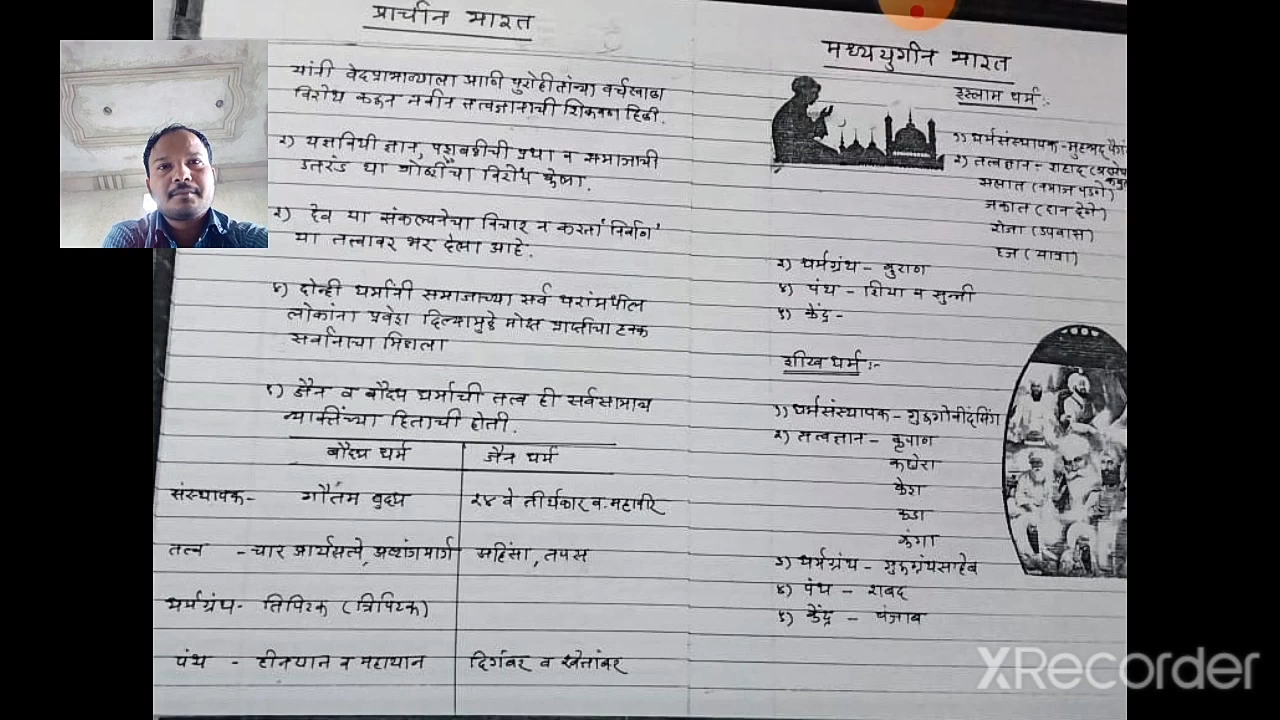 प्राचीन भारत
यांनी वेदप्रामाण्याला आणि पुरोहीतांच्या वर्चस्वाला
विरोध करून नवीन तत्वज्ञानाची शिकवण दिली.
२) यज्ञविधी ज्ञान, पशुबळीची प्रथा व समाजाची
उतरंड या गोष्टींचा विरोध केला.
३) देव या संकल्पनेचा विचार न करता 'निर्वाण'
या तत्वावर भर देला आहे.
४) दोन्ही धर्मांनी समाजाच्या सर्व थरांमधील
लोकांना प्रवेश दिल्यामुळे मोक्ष प्राप्तीचा हक्क
सर्वांनाचा मिळाला
५) जैन व बौद्ध धर्माची तत्व ही सर्वसामान्य
व्यक्तिंच्या हिताची होती.
बौद्ध धर्म जैन धर्म
संस्थापक- गौतम बुद्ध २४ वे तीर्थकार व. महावीर
तत्व - चार आर्यसत्ये, अष्टांगमार्ग अहिंसा, तपस
धर्मग्रंथ- तिपिटक (त्रिपिटक)
पंथ - हीनयान व महायान दिगंबर व श्वेतांबर
मध्ययुगीन भारत
इस्लाम धर्म :-
१) धर्मसंस्थापक - मुहम्मद
२) तत्वज्ञान :-
सलात (नमाज पढने)
जकात (दान देने)
रोजा (उपवास)
हज (यात्रा)
३) धर्मग्रंथ - कुराण
४) पंथ - शिया व सुन्नी
५) केंद्र -
शीख धर्म :-
१) धर्मसंस्थापक - गुरुगोबींदसिंग
२) तत्वज्ञान - कृपाण
कछेरा
केश
कडा
कंगा
३) धर्मग्रंथ - गुरुग्रंथसाहेब
४) पंथ - शबद
५) केंद्र - पंजाब
XRecorder